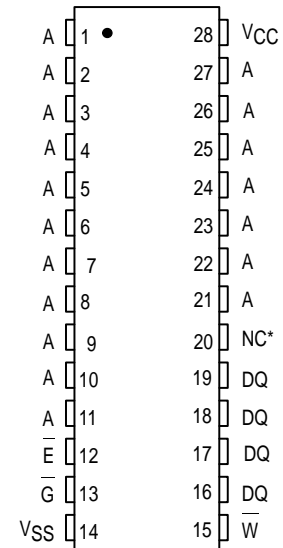 A 1 28 VCC
A 2 27 A
A 3 26 A
A 4 25 A
A 5 24 A
A 6 23 A
A 7 22 A
A 8 21 A
A 9 20 NC*
A 10 19 DQ
A 11 18 DQ
E̅ 12 17 DQ
G̅ 13 16 DQ
VSS 14 15 W̅